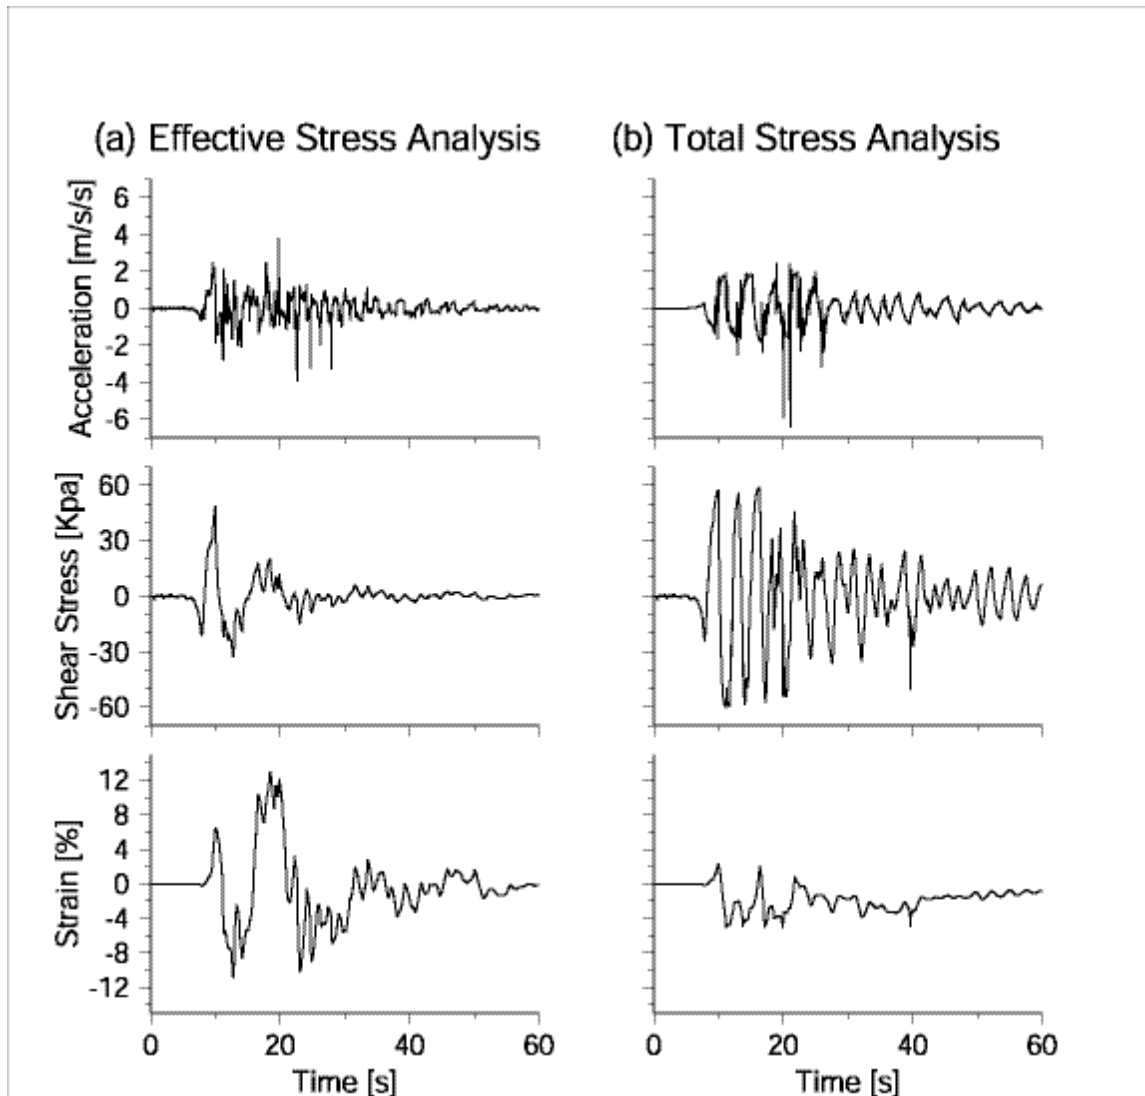 (a) Effective Stress Analysis
(b) Total Stress Analysis
Acceleration [m/s/s]
6
4
2
0
-2
-4
-6
Shear Stress [Kpa]
60
30
0
-30
-60
Strain [%]
12
8
4
0
-4
-8
-12
0 20 40 60
Time [s]
0 20 40 60
Time [s]